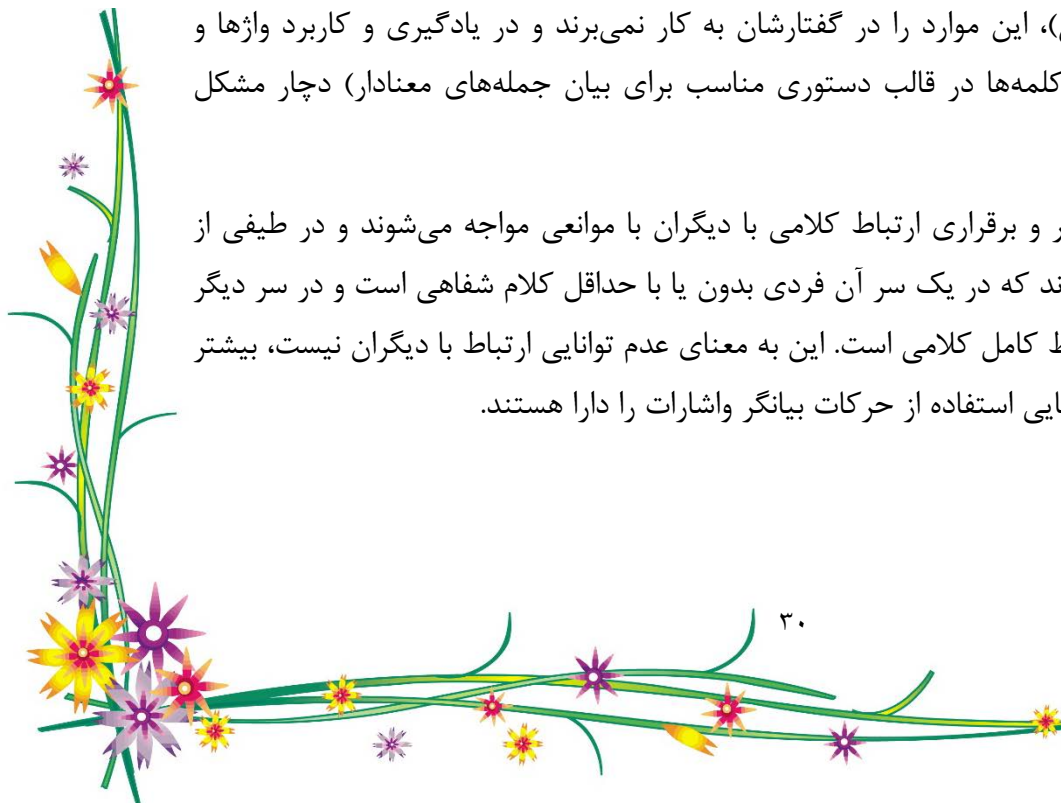 )، این موارد را در گفتارشان به کار نمی‌برند و در یادگیری و کاربرد واژها و
کلمه‌ها در قالب دستوری مناسب برای بیان جمله‌های معنادار) دچار مشکل
و برقراری ارتباط کلامی با دیگران با موانعی مواجه می‌شوند و در طیفی از
که در یک سر آن فردی بدون یا با حداقل کلام شفاهی است و در سر دیگر
کامل کلامی است. این به معنای عدم توانایی ارتباط با دیگران نیست، بیشتر
استفاده از حرکات بیانگر واشارات را دارا هستند.
۳۰